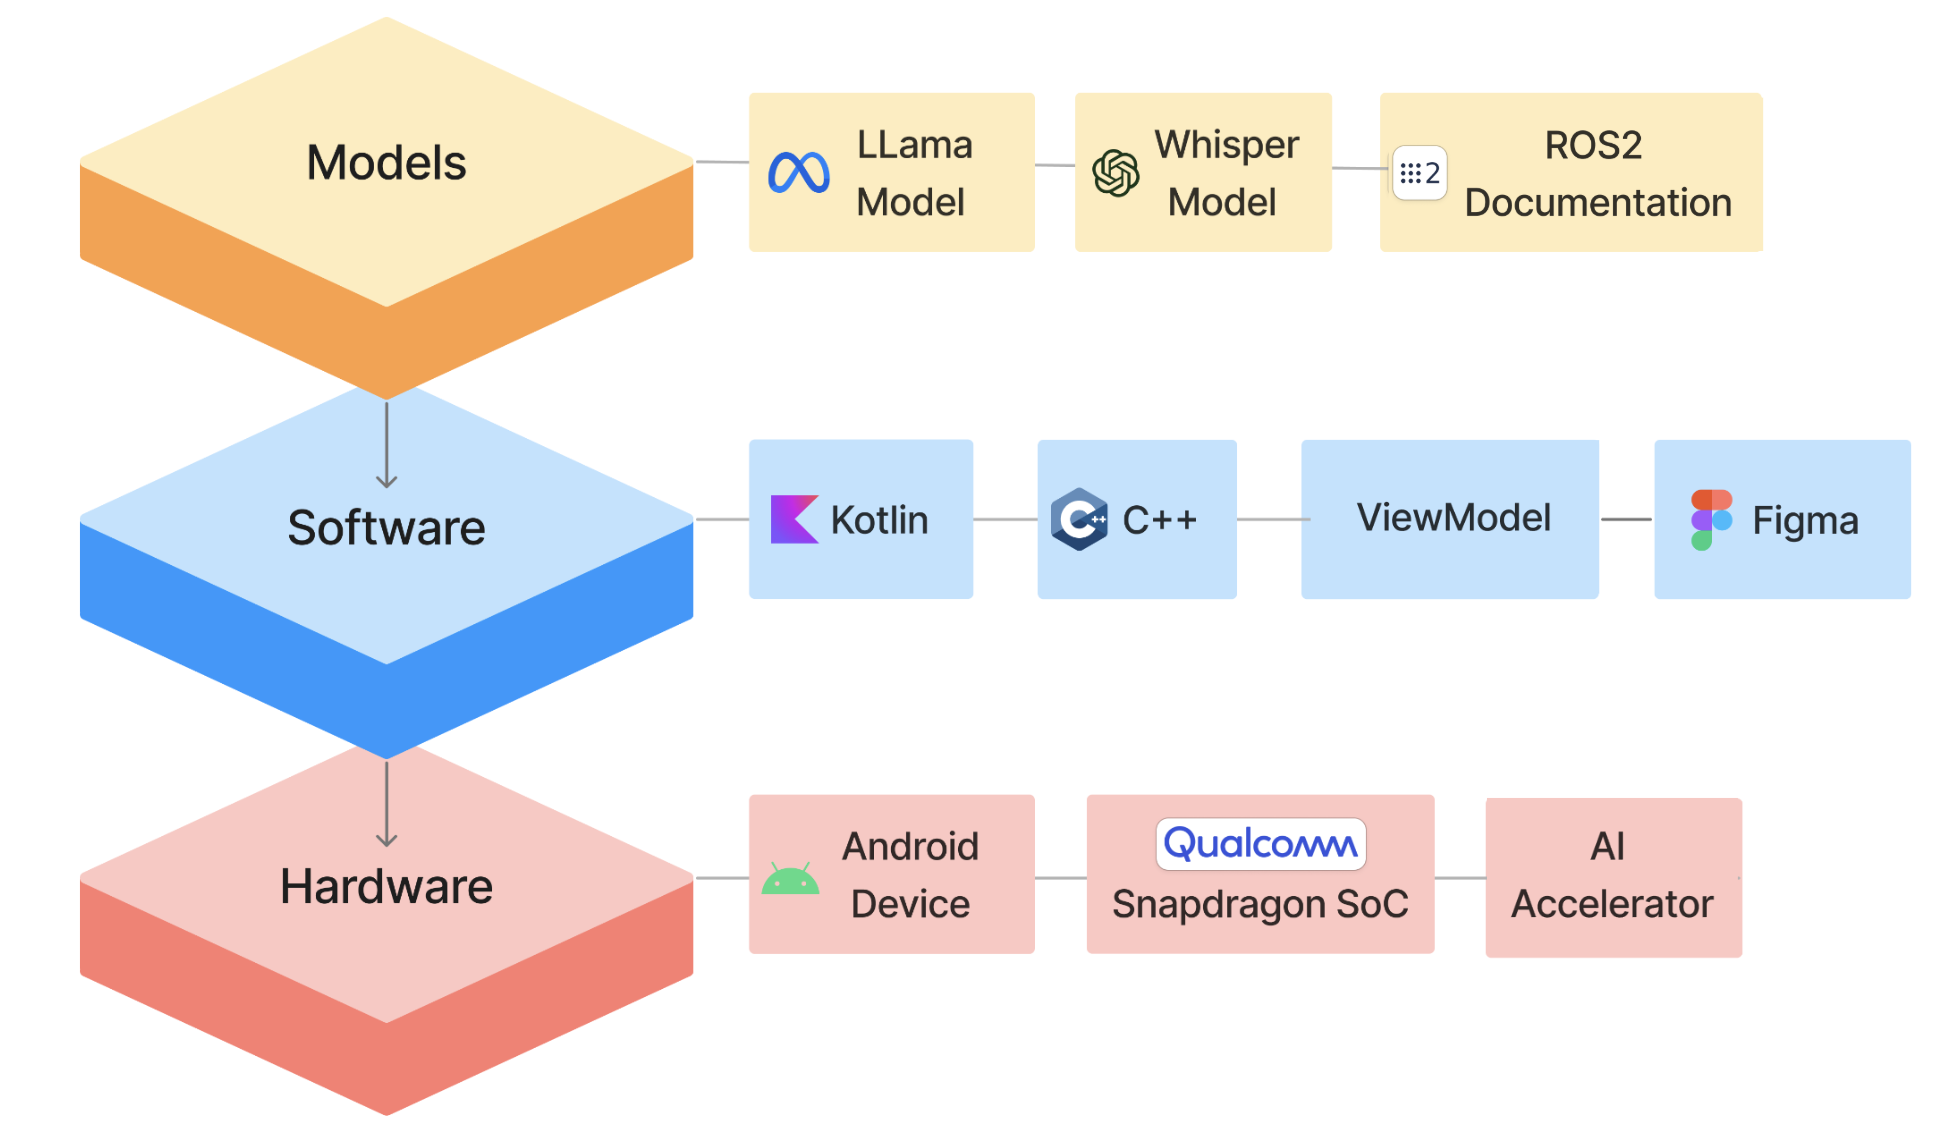 Models
LLama
Model
Whisper
Model
2
ROS2
Documentation
Software
Kotlin
C++
C++
ViewModel
Figma
Hardware
Android
Device
Qualcomm
Snapdragon SoC
AI
Accelerator